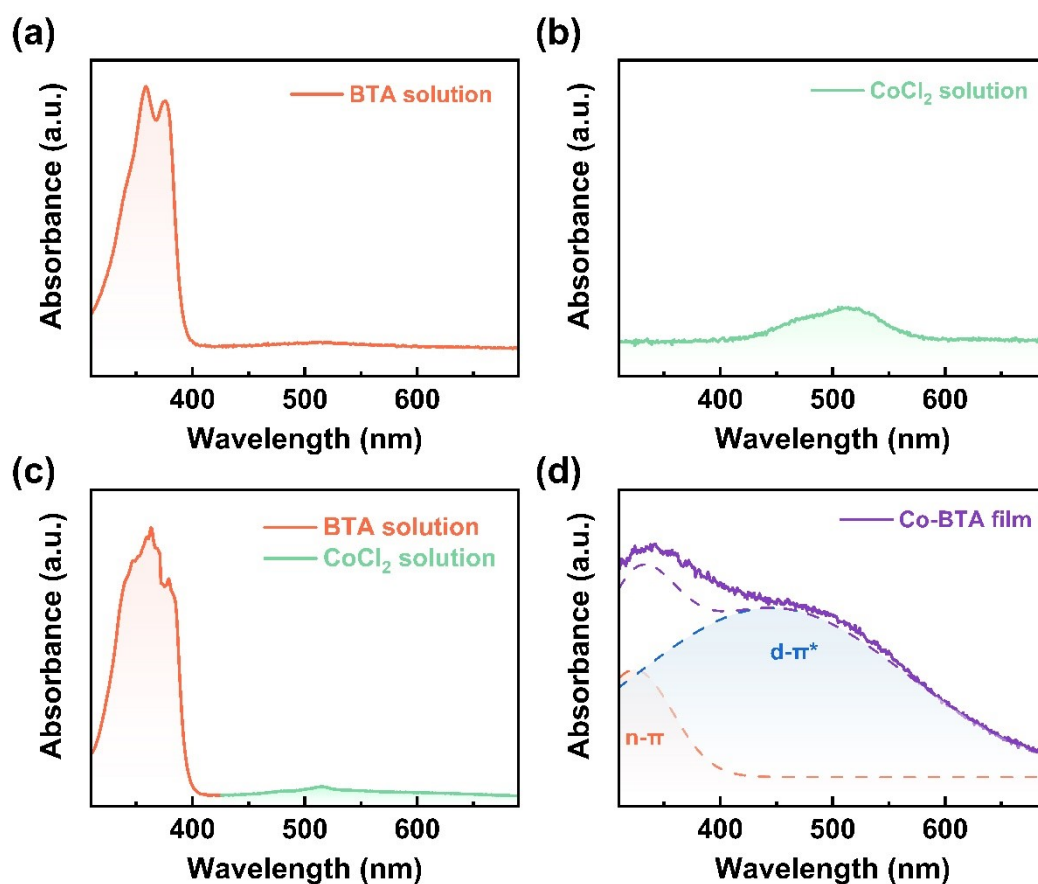 (a)
BTA solution
Absorbance (a.u.)
400 500 600
Wavelength (nm)
(b)
CoCl₂ solution
Absorbance (a.u.)
400 500 600
Wavelength (nm)
(c)
BTA solution
CoCl₂ solution
Absorbance (a.u.)
400 500 600
Wavelength (nm)
(d)
Co-BTA film
d-π*
n-π
Absorbance (a.u.)
400 500 600
Wavelength (nm)